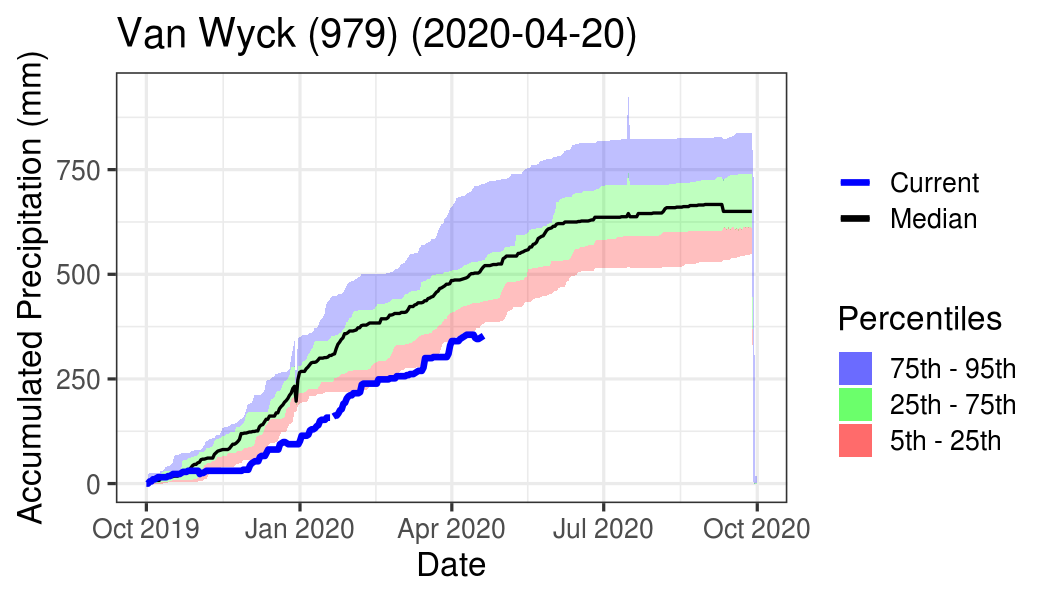 Van Wyck (979) (2020-04-20)
Accumulated Precipitation (mm)
750
500
250
0
Oct 2019 Jan 2020 Apr 2020 Jul 2020 Oct 2020
Date
Current
Median
Percentiles
75th - 95th
25th - 75th
5th - 25th